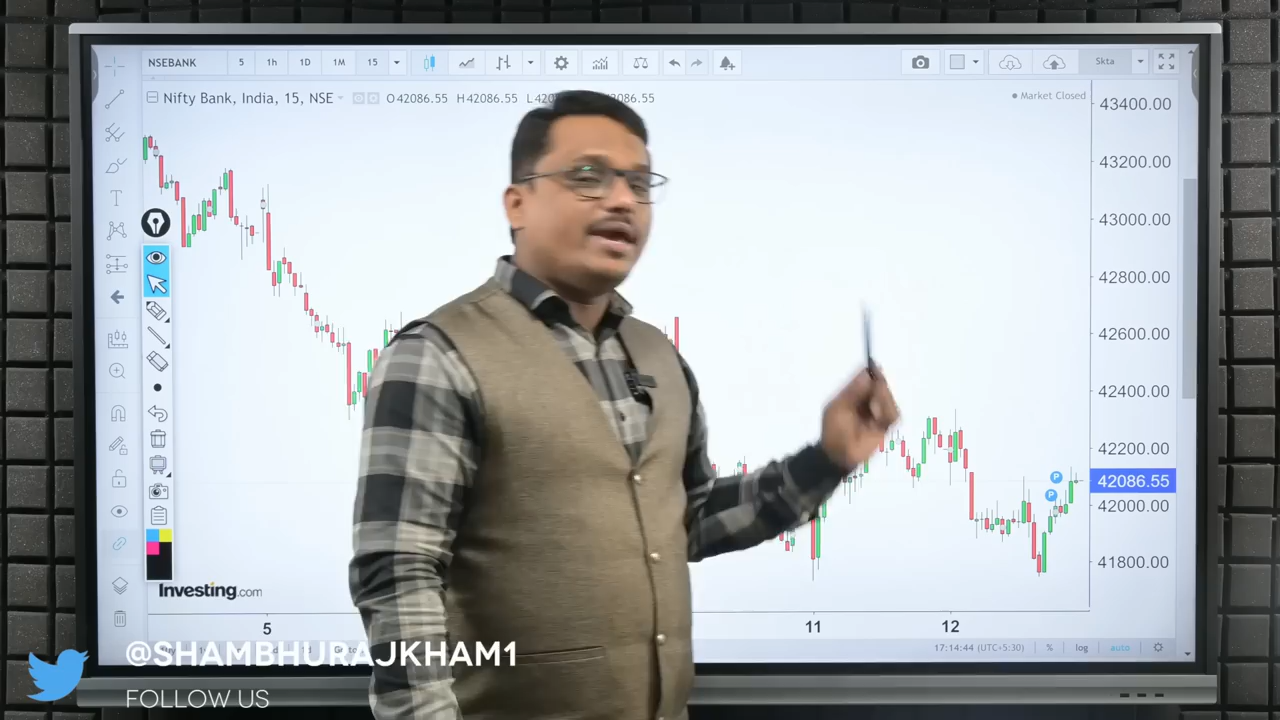 NSEBANK 5 1h 1D 1M 15 Skta
Nifty Bank, India, 15, NSE O42086.55 H42086.55 42086.55
Market Closed
43400.00
43200.00
43000.00
42800.00
42600.00
42400.00
42200.00
P
42086.55
P
42000.00
41800.00
Investing.com
5 11 12
17:14:44 (UTC+5:30) % log auto
@SHAMBHURAJKHAM1
FOLLOW US